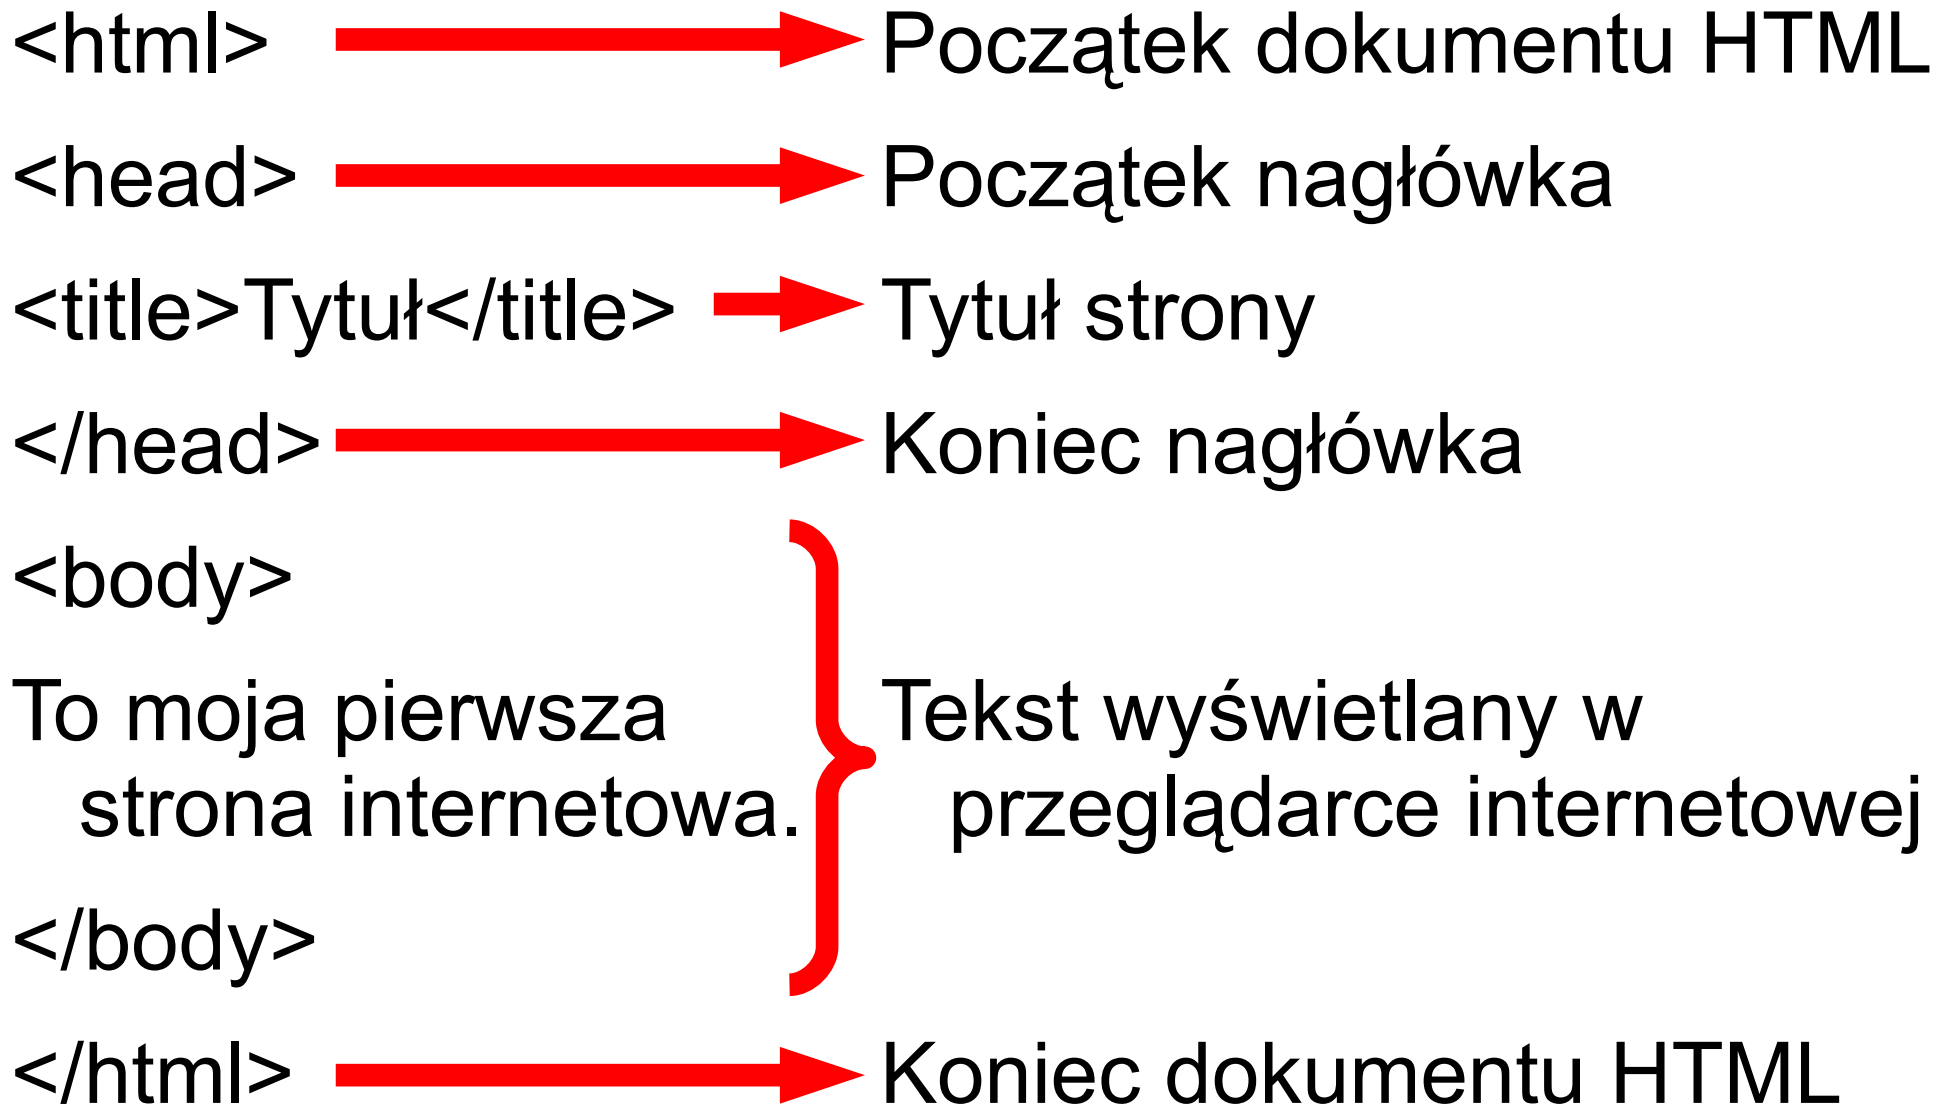 <html> Początek dokumentu HTML
<head> Początek nagłówka
<title>Tytuł</title> Tytuł strony
</head> Koniec nagłówka
<body>
To moja pierwsza
strona internetowa.
Tekst wyświetlany w
przeglądarce internetowej
</body>
</html> Koniec dokumentu HTML